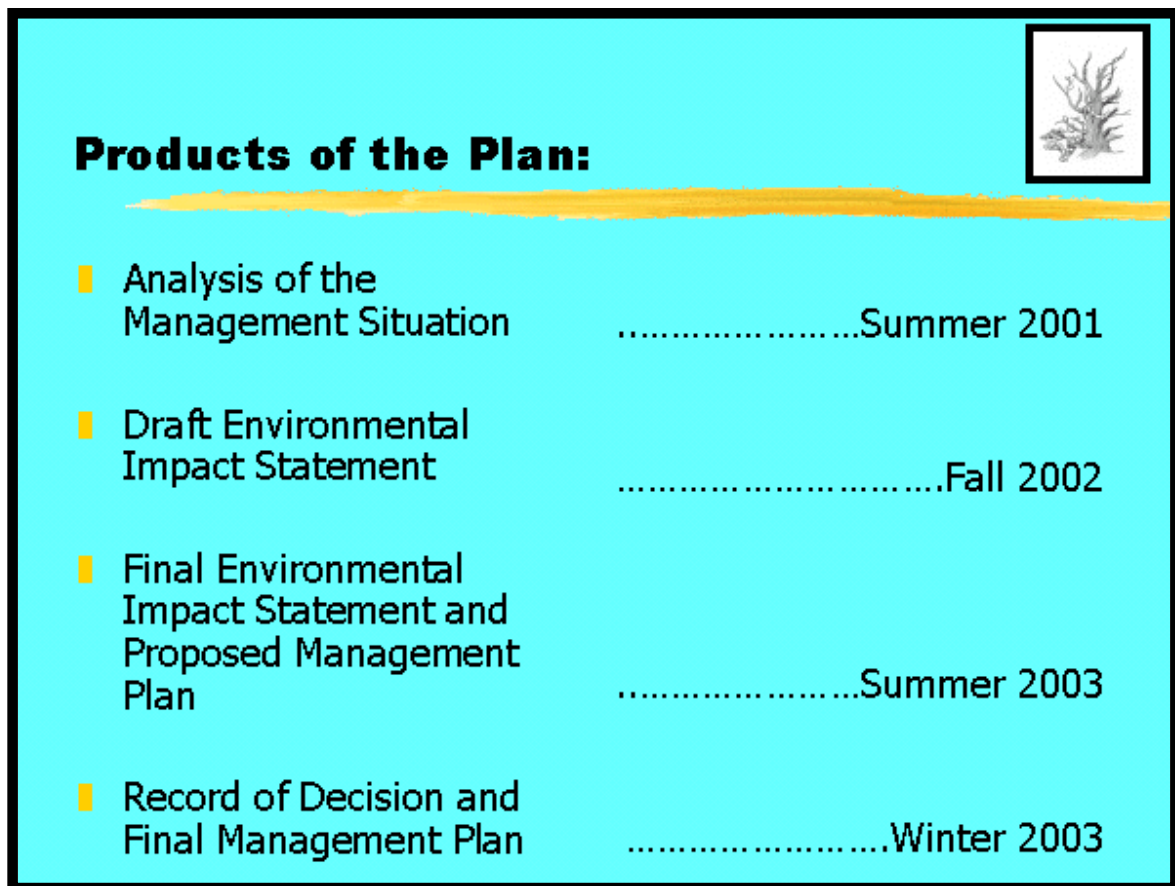 Products of the Plan:
Analysis of the
Management Situation ........................Summer 2001
Draft Environmental
Impact Statement ................................Fall 2002
Final Environmental
Impact Statement and
Proposed Management
Plan ........................Summer 2003
Record of Decision and
Final Management Plan ..........................Winter 2003